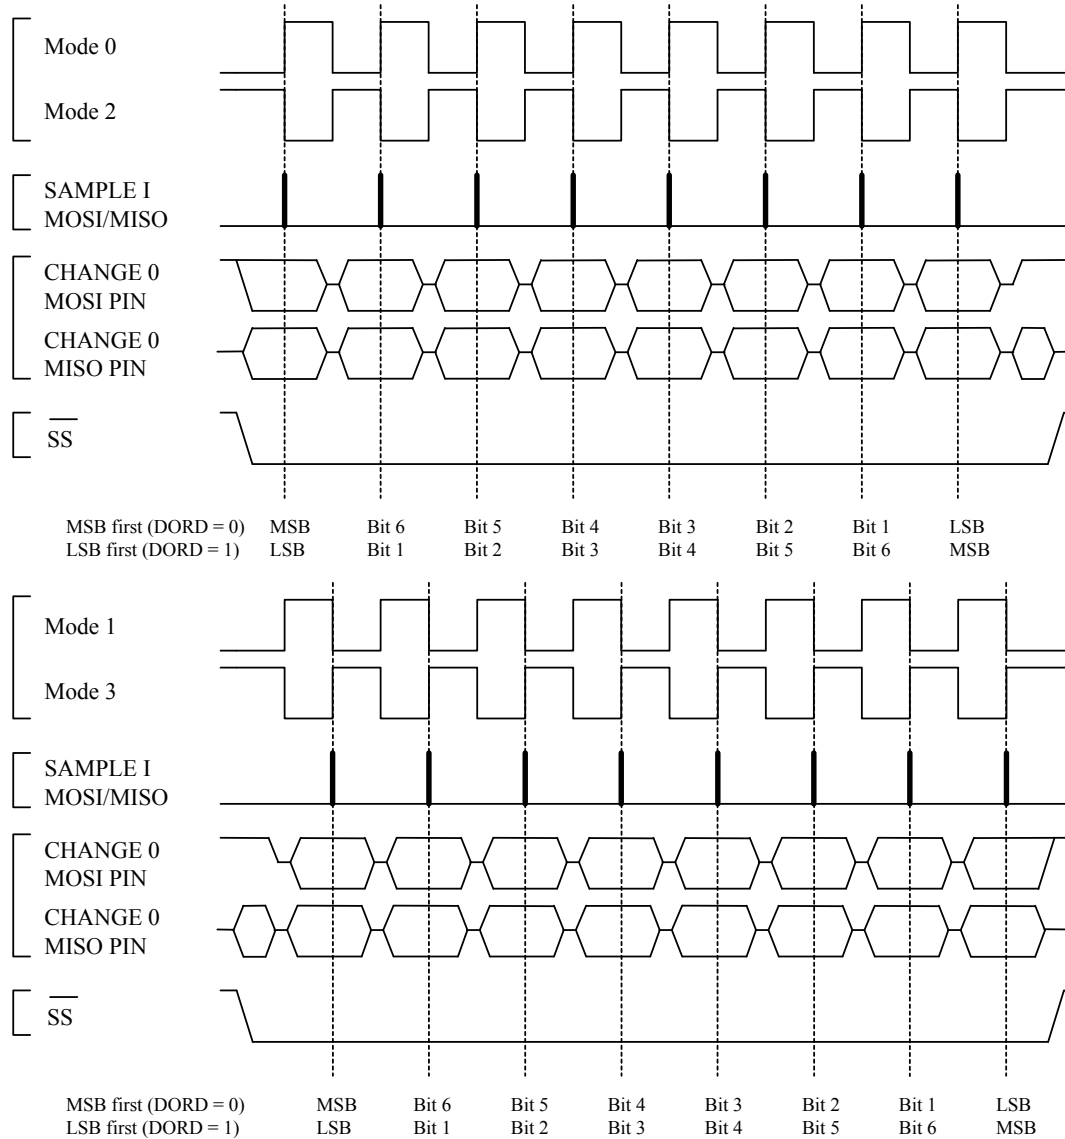 Mode 0
Mode 2
SAMPLE I
MOSI/MISO
CHANGE 0
MOSI PIN
CHANGE 0
MISO PIN
SS
MSB first (DORD = 0) MSB Bit 6 Bit 5 Bit 4 Bit 3 Bit 2 Bit 1 LSB
LSB first (DORD = 1) LSB Bit 1 Bit 2 Bit 3 Bit 4 Bit 5 Bit 6 MSB
Mode 1
Mode 3
SAMPLE I
MOSI/MISO
CHANGE 0
MOSI PIN
CHANGE 0
MISO PIN
SS
MSB first (DORD = 0) MSB Bit 6 Bit 5 Bit 4 Bit 3 Bit 2 Bit 1 LSB
LSB first (DORD = 1) LSB Bit 1 Bit 2 Bit 3 Bit 4 Bit 5 Bit 6 MSB